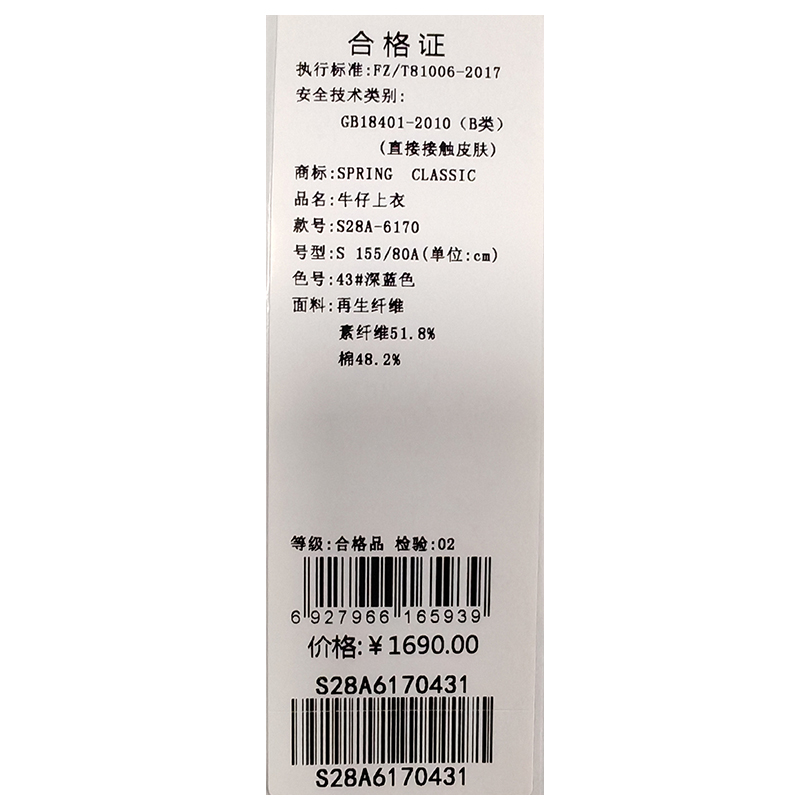 合格证
执行标准:FZ/T81006-2017
安全技术类别:
GB18401-2010（B类）
(直接接触皮肤)
商标:SPRING CLASSIC
品名:牛仔上衣
款号:S28A-6170
号型:S 155/80A(单位:cm)
色号:43#深蓝色
面料:再生纤维
素纤维51.8%
棉48.2%
等级:合格品 检验:02
6 927966 165939
价格:￥1690.00
S28A6170431
S28A6170431